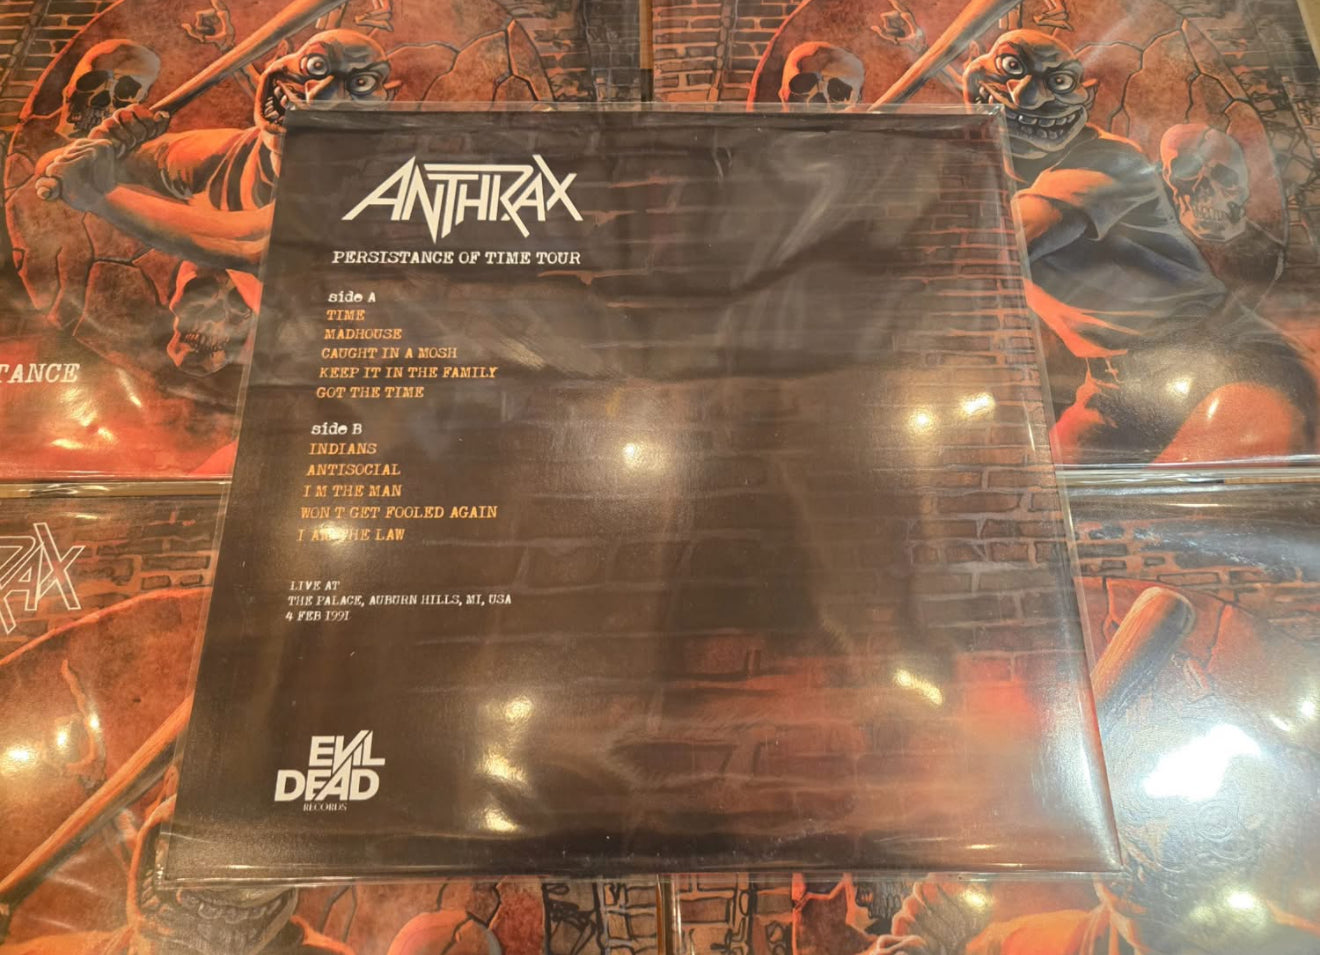 ANTHRAX
PERSISTANCE OF TIME TOUR
side A
TIME
MADHOUSE
CAUGHT IN A MOSH
KEEP IT IN THE FAMILY
GOT THE TIME
side B
INDIANS
ANTISOCIAL
I M THE MAN
WON T GET FOOLED AGAIN
I AM THE LAW
LIVE AT
THE PALACE, AUBURN HILLS, MI, USA
4 FEB 1991
EVIL
DEAD
RECORDS
TANCE
RAX